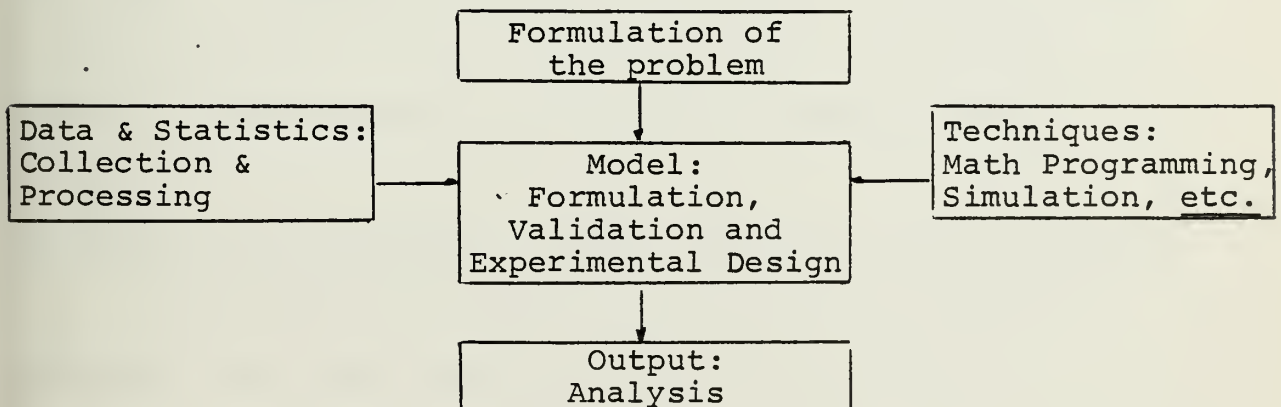 Formulation of
the problem
Data & Statistics:
Collection &
Processing
Model:
Formulation,
Validation and
Experimental Design
Techniques:
Math Programming,
Simulation, etc.
Output:
Analysis